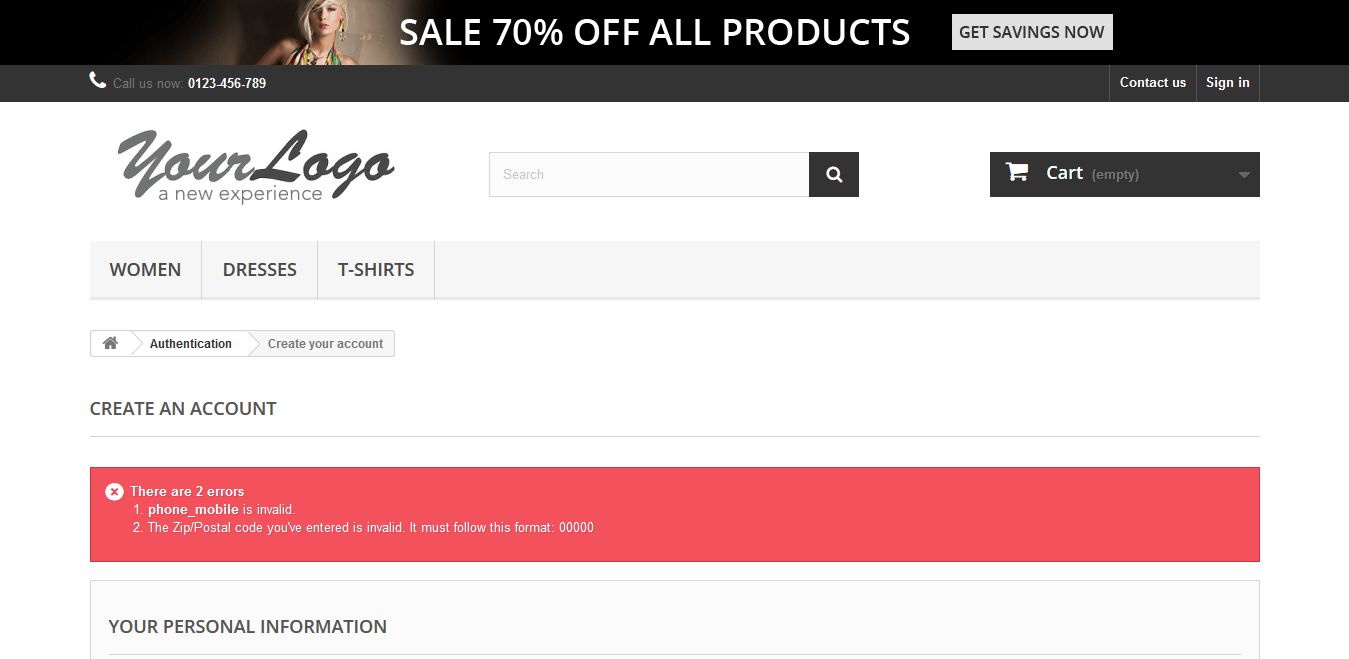 SALE 70% OFF ALL PRODUCTS GET SAVINGS NOW
Call us now: 0123-456-789 Contact us Sign in
YourLogo
a new experience
Search
Cart (empty)
WOMEN DRESSES T-SHIRTS
Authentication Create your account
CREATE AN ACCOUNT
There are 2 errors
1. phone_mobile is invalid.
2. The Zip/Postal code you've entered is invalid. It must follow this format: 00000
YOUR PERSONAL INFORMATION